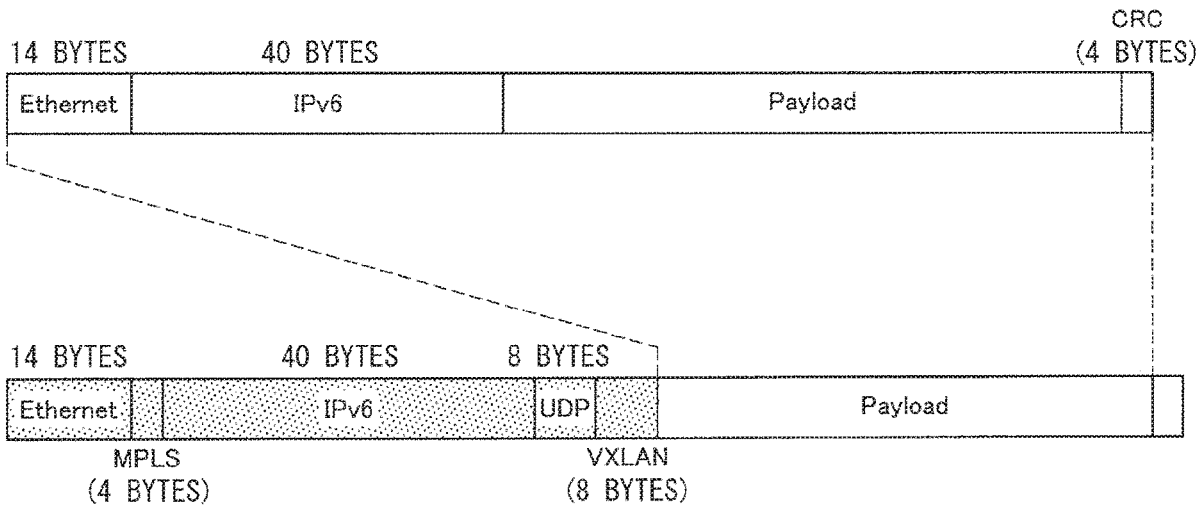 CRC
14 BYTES 40 BYTES (4 BYTES)
Ethernet IPv6 Payload
14 BYTES 40 BYTES 8 BYTES
Ethernet IPv6 UDP Payload
MPLS VXLAN
(4 BYTES) (8 BYTES)